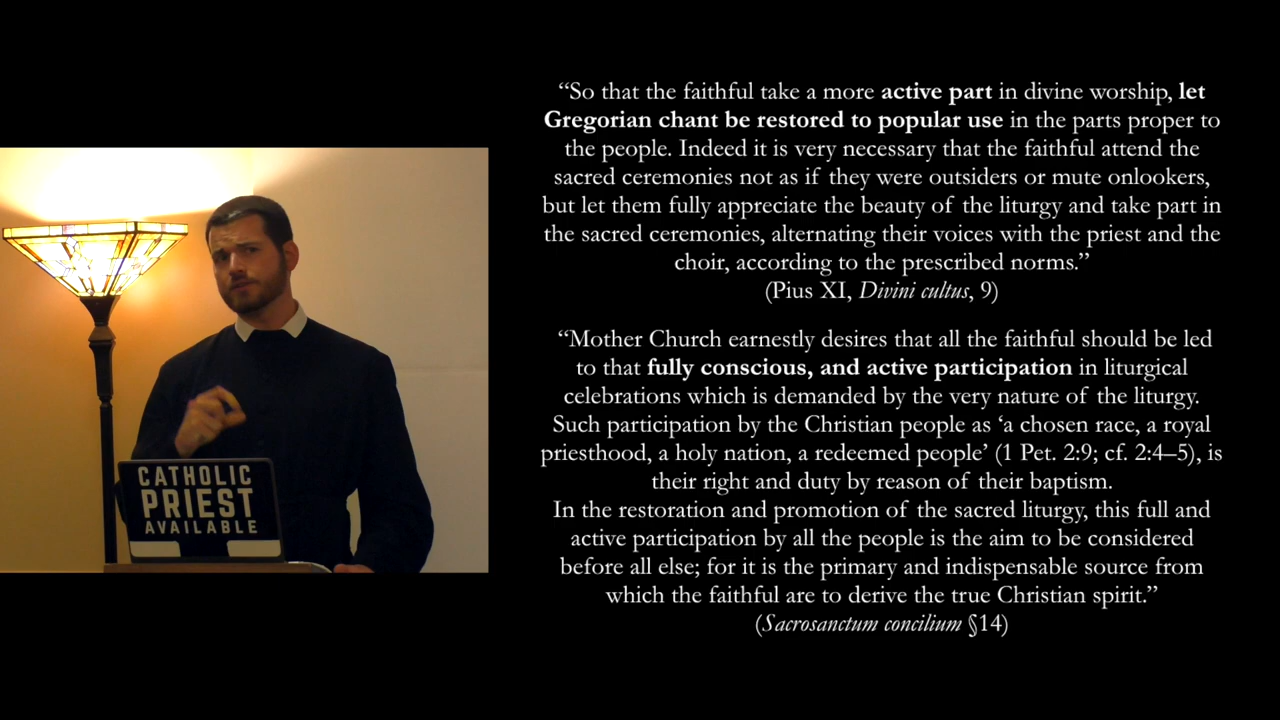 CATHOLIC
PRIEST
AVAILABLE
“So that the faithful take a more active part in divine worship, let
Gregorian chant be restored to popular use in the parts proper to
the people. Indeed it is very necessary that the faithful attend the
sacred ceremonies not as if they were outsiders or mute onlookers,
but let them fully appreciate the beauty of the liturgy and take part in
the sacred ceremonies, alternating their voices with the priest and the
choir, according to the prescribed norms.”
(Pius XI, Divini cultus, 9)
“Mother Church earnestly desires that all the faithful should be led
to that fully conscious, and active participation in liturgical
celebrations which is demanded by the very nature of the liturgy.
Such participation by the Christian people as ‘a chosen race, a royal
priesthood, a holy nation, a redeemed people’ (1 Pet. 2:9; cf. 2:4–5), is
their right and duty by reason of their baptism.
In the restoration and promotion of the sacred liturgy, this full and
active participation by all the people is the aim to be considered
before all else; for it is the primary and indispensable source from
which the faithful are to derive the true Christian spirit.”
(Sacrosanctum concilium §14)